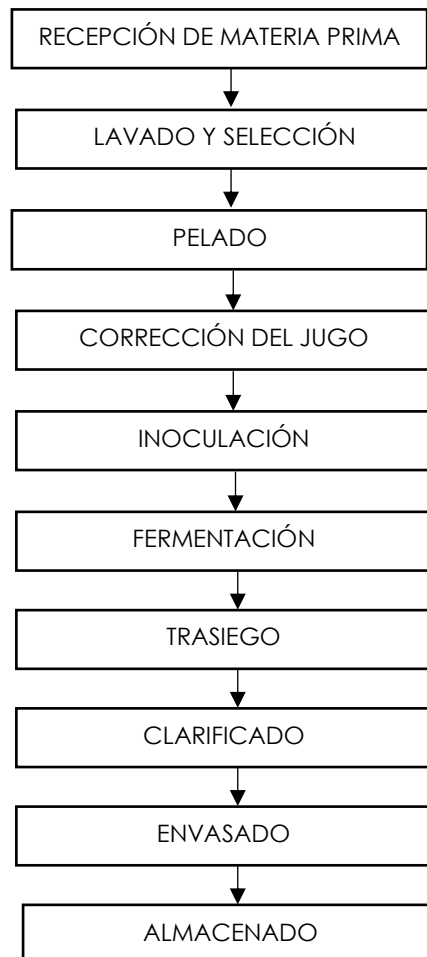 RECEPCIÓN DE MATERIA PRIMA
LAVADO Y SELECCIÓN
PELADO
CORRECCIÓN DEL JUGO
INOCULACIÓN
FERMENTACIÓN
TRASIEGO
CLARIFICADO
ENVASADO
ALMACENADO